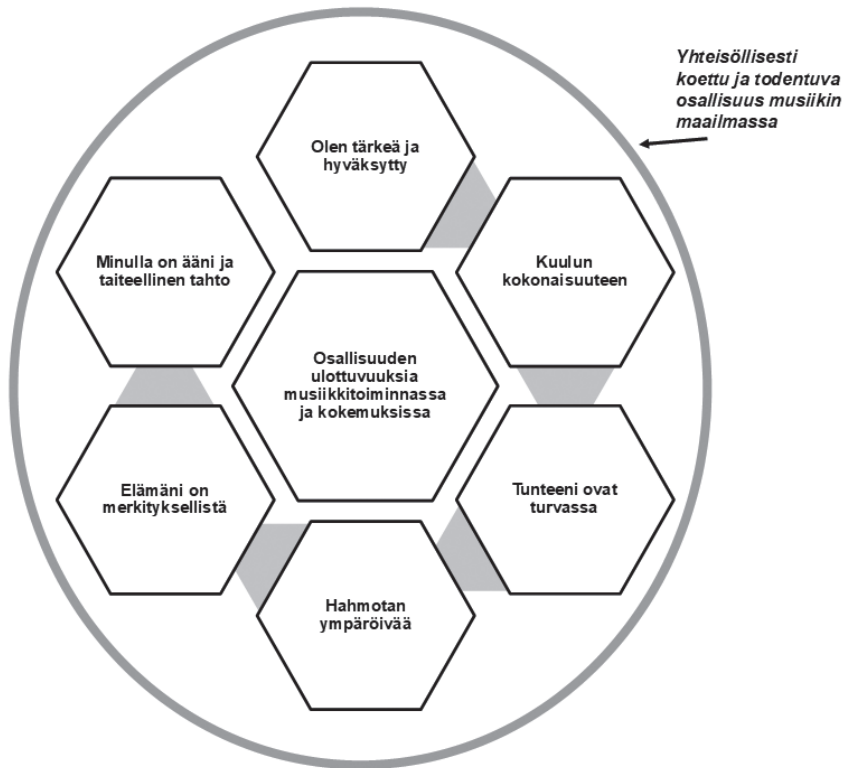 Yhteisöllisesti
koettu ja todentuva
osallisuus musiikin
maailmassa
Olen tärkeä ja
hyväksytty
Minulla on ääni ja
taiteellinen tahto
Kuulun
kokonaisuuteen
Osallisuuden
ulottuvuuksia
musiikkitoiminnassa
ja kokemuksissa
Elämäni on
merkityksellistä
Tunteeni ovat
turvassa
Hahmotan
ympäröivää